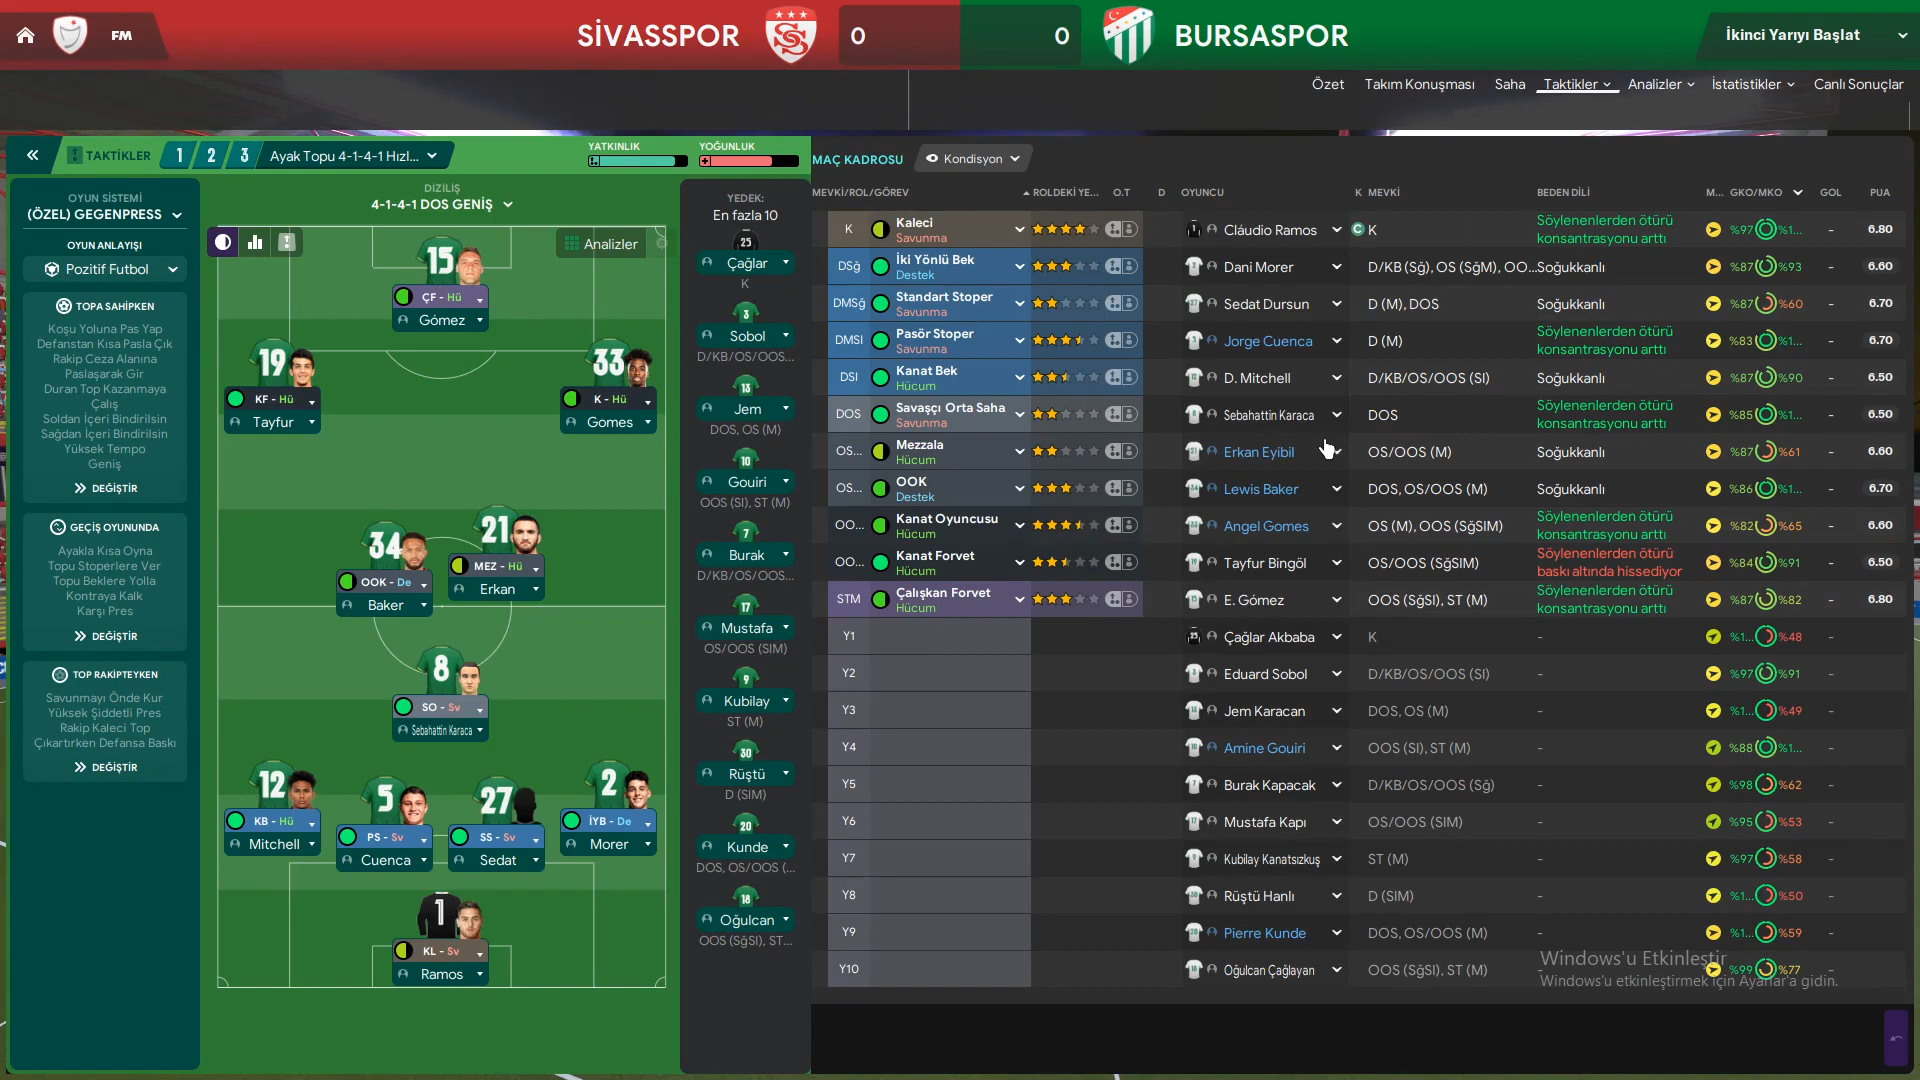 FM
SİVASSPOR
0
0
BURSASPOR
İkinci Yarıyı Başlat
Özet Takım Konuşması Saha Taktikler Analizler İstatistikler Canlı Sonuçlar
TAKTİKLER 1 2 3 Ayak Topu 4-1-4-1 Hızl...
YATKINLIK
YOĞUNLUK
OYUN SİSTEMİ
(ÖZEL) GEGENPRESS
OYUN ANLAYIŞI
Pozitif Futbol
TOPA SAHİPKEN
Koşu Yoluna Pas Yap
Defanstan Kısa Pasla Çık
Rakip Ceza Alanına
Paslaşarak Gir
Duran Top Kazanmaya
Çalış
Soldan İçeri Bindirilsin
Sağdan İçeri Bindirilsin
Yüksek Tempo
Geniş
DEĞİŞTİR
GEÇİŞ OYUNUNDA
Ayakla Kısa Oyna
Topu Stoperlere Ver
Topu Beklere Yolla
Kontraya Kalk
Karşı Pres
DEĞİŞTİR
TOP RAKİPTEYKEN
Savunmayı Önde Kur
Yüksek Şiddetli Pres
Rakip Kaleci Top
Çıkartırken Defansa Baskı
DEĞİŞTİR
DIZILIŞ
4-1-4-1 DOS GENİŞ
Analizler
15
ÇF - Hü
Gómez
19
KF - Hü
Tayfur
33
K - Hü
Gomes
34
OOK - De
Baker
21
MEZ - Hü
Erkan
8
SO - Sv
Sebahattin Karaca
12
KB - Hü
Mitchell
5
PS - Sv
Cuenca
27
SS - Sv
Sedat
2
İYB - De
Morer
1
KL - Sv
Ramos
YEDEK:
En fazla 10
25
Çağlar
K
3
Sobol
D/KB/OS/OOS...
13
Jem
DOS, OS (M)
10
Gouiri
OOS (SI), ST (M)
7
Burak
D/KB/OS/OOS...
17
Mustafa
OS/OOS (SIM)
9
Kubilay
ST (M)
30
Rüştü
D (SIM)
20
Kunde
DOS, OS/OOS (...
18
Oğulcan
OOS (SğSI), ST...
MAÇ KADROSU Kondisyon
MEVKİ/ROL/GÖREV ROLDEKİ YE... O.T D OYUNCU K MEVKİ BEDEN DİLİ M... GKO/MKO GOL PUA
K Kaleci Savunma Cláudio Ramos C K Söylenenlerden ötürü konsantrasyonu arttı %97 %1... - 6.80
DSğ İki Yönlü Bek Destek Dani Morer D/KB (Sğ), OS (SğM), OO... Soğukkanlı %87 %93 - 6.60
DMSğ Standart Stoper Savunma Sedat Dursun D (M), DOS Soğukkanlı %87 %60 - 6.70
DMSI Pasör Stoper Savunma Jorge Cuenca D (M) Söylenenlerden ötürü konsantrasyonu arttı %83 %1... - 6.70
DSI Kanat Bek Hücum D. Mitchell D/KB/OS/OOS (SI) Soğukkanlı %87 %90 - 6.50
DOS Savaşçı Orta Saha Savunma Sebahattin Karaca DOS Söylenenlerden ötürü konsantrasyonu arttı %85 %1... - 6.50
OS... Mezzala Hücum Erkan Eyibil OS/OOS (M) Soğukkanlı %87 %61 - 6.60
OS... OOK Destek Lewis Baker DOS, OS/OOS (M) Soğukkanlı %86 %1... - 6.70
OO... Kanat Oyuncusu Hücum Angel Gomes OS (M), OOS (SğSIM) Söylenenlerden ötürü konsantrasyonu arttı %82 %65 - 6.60
OO... Kanat Forvet Hücum Tayfur Bingöl OS/OOS (SğSIM) Söylenenlerden ötürü baskı altında hissediyor %84 %91 - 6.50
STM Çalışkan Forvet Hücum E. Gómez OOS (SğSI), ST (M) Söylenenlerden ötürü konsantrasyonu arttı %87 %82 - 6.80
Y1 Çağlar Akbaba K - %1... %48 -
Y2 Eduard Sobol D/KB/OS/OOS (SI) - %97 %91 -
Y3 Jem Karacan DOS, OS (M) - %1... %49 -
Y4 Amine Gouiri OOS (SI), ST (M) - %88 %1... -
Y5 Burak Kapacak D/KB/OS/OOS (Sğ) - %98 %62 -
Y6 Mustafa Kapı OS/OOS (SIM) - %95 %53 -
Y7 Kubilay Kanatsızkuş ST (M) - %97 %58 -
Y8 Rüştü Hanlı D (SIM) - %1... %50 -
Y9 Pierre Kunde DOS, OS/OOS (M) - %1... %59 -
Y10 Oğulcan Çağlayan OOS (SğSI), ST (M) - %99 %77 -
Windows'u Etkinleştir
Windows'u etkinleştirmek için Ayarlar'a gidin.